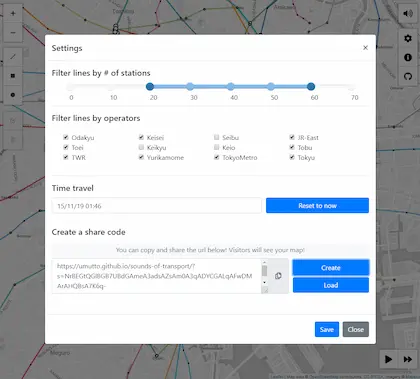 Settings ×
Filter lines by # of stations
0 10 20 30 40 50 60 70
Filter lines by operators
Odakyu Keisei Seibu JR-East
Toei Keikyu Keio Tobu
TWR Yurikamome TokyoMetro Tokyu
Time travel
15/11/19 01:46 Reset to now
Create a share code
You can copy and share the url below! Visitors will see your map!
https://umutto.github.io/sounds-of-transport/?
Create
Load
Save Close
Meguro